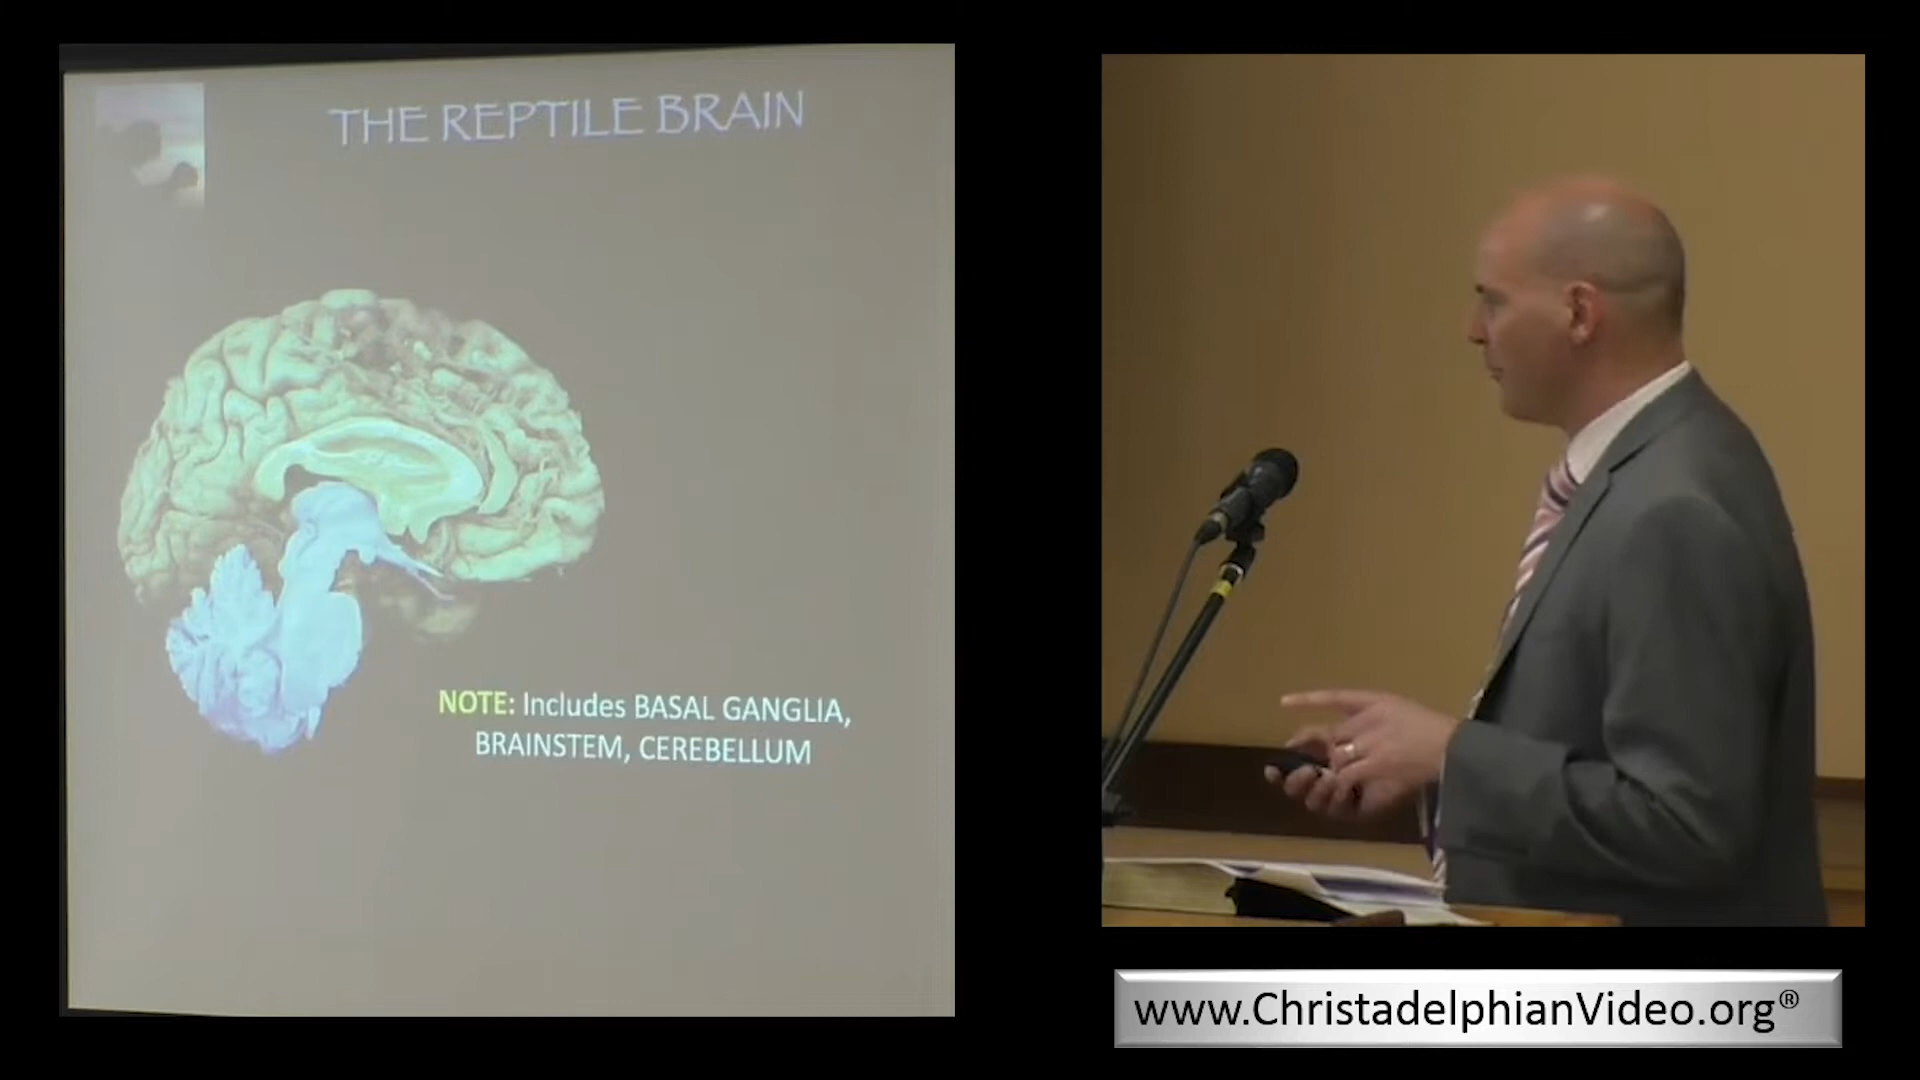 THE REPTILE BRAIN
NOTE: Includes BASAL GANGLIA,
BRAINSTEM, CEREBELLUM
www.ChristadelphianVideo.org®